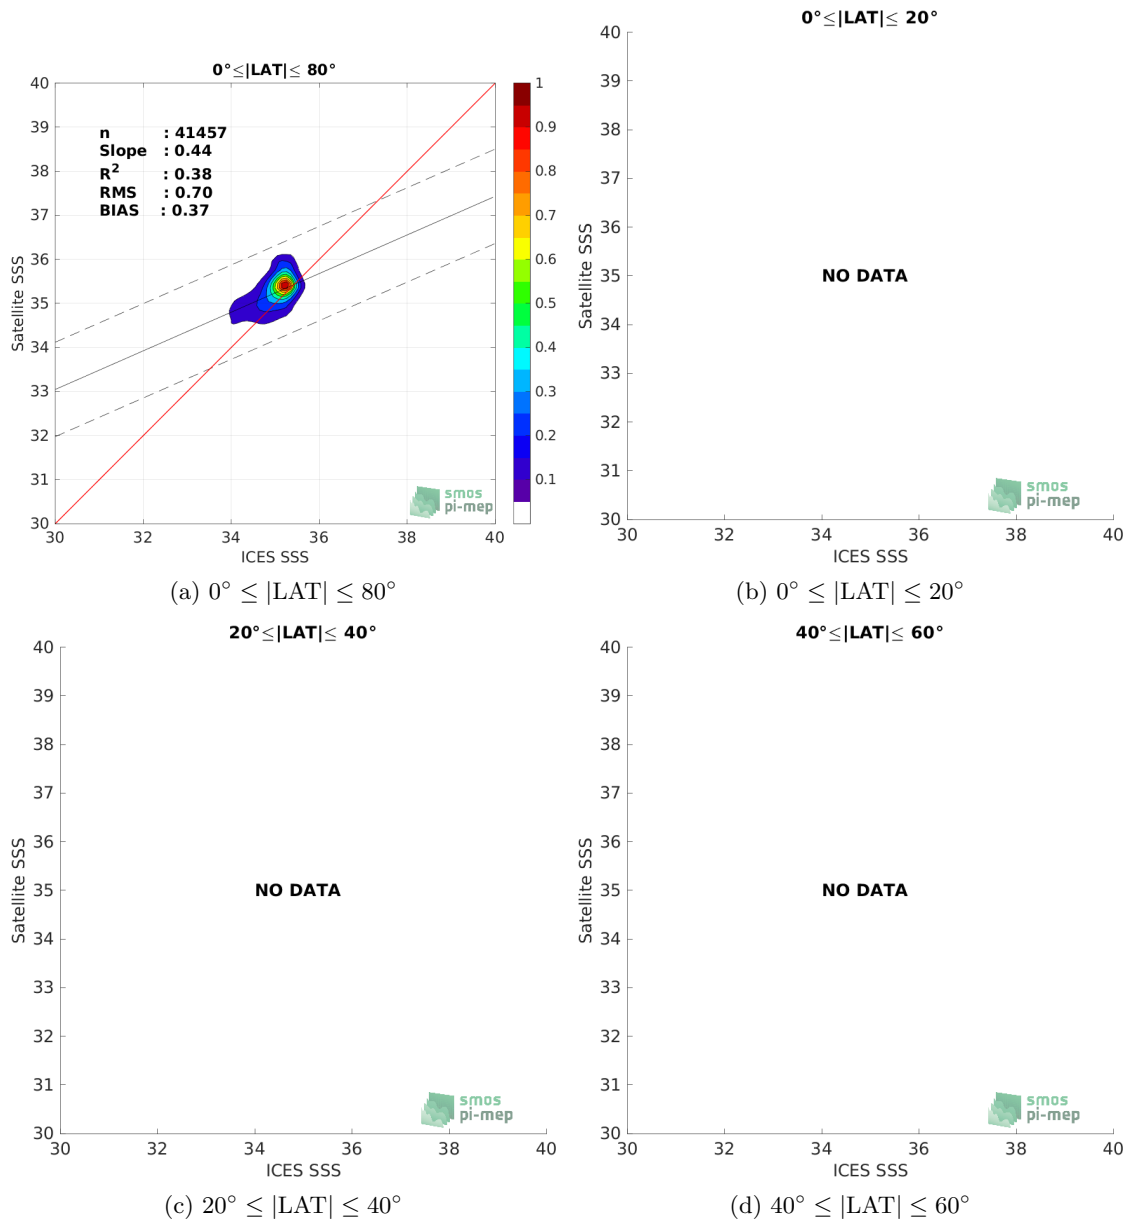 0°≤|LAT|≤ 80°
40
39
38
37
36
35
34
33
32
31
30
Satellite SSS
n : 41457
Slope : 0.44
R² : 0.38
RMS : 0.70
BIAS : 0.37
smos
pi-mep
30 32 34 36 38 40
ICES SSS
1
0.9
0.8
0.7
0.6
0.5
0.4
0.3
0.2
0.1
(a) 0° ≤ |LAT| ≤ 80°
0°≤|LAT|≤ 20°
40
39
38
37
36
35
34
33
32
31
30
Satellite SSS
NO DATA
smos
pi-mep
30 32 34 36 38 40
ICES SSS
(b) 0° ≤ |LAT| ≤ 20°
20°≤|LAT|≤ 40°
40
39
38
37
36
35
34
33
32
31
30
Satellite SSS
NO DATA
smos
pi-mep
30 32 34 36 38 40
ICES SSS
(c) 20° ≤ |LAT| ≤ 40°
40°≤|LAT|≤ 60°
40
39
38
37
36
35
34
33
32
31
30
Satellite SSS
NO DATA
smos
pi-mep
30 32 34 36 38 40
ICES SSS
(d) 40° ≤ |LAT| ≤ 60°